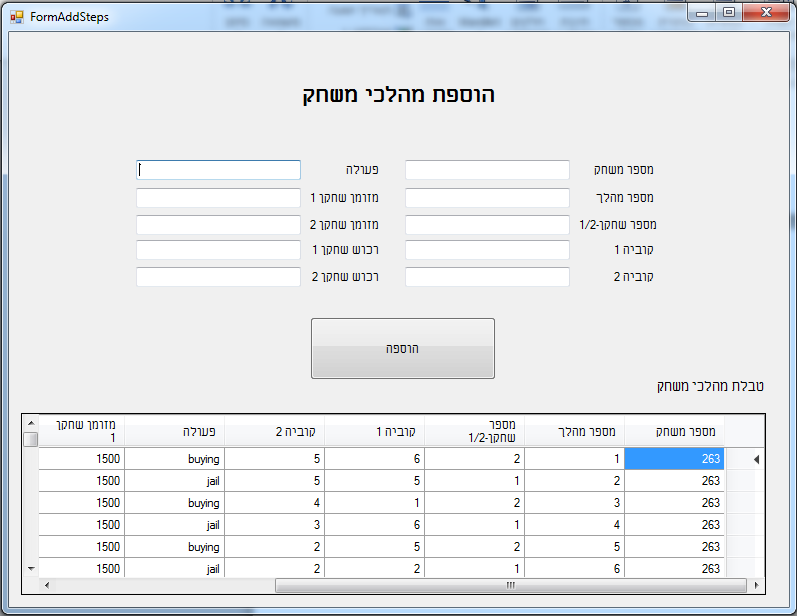 FormAddSteps
הוספת מהלכי משחק
מספר משחק
פעולה
מספר מהלך
מזומן שחקן 1
מספר שחקן-1/2
מזומן שחקן 2
קוביה 1
רכוש שחקן 1
קוביה 2
רכוש שחקן 2
הוספה
טבלת מהלכי משחק
מספר משחק מספר מהלך מספר שחקן-1/2 קוביה 1 קוביה 2 פעולה מזומן שחקן 1
263 1 2 6 5 buying 1500
263 2 1 5 5 jail 1500
263 3 2 1 4 buying 1500
263 4 1 6 3 jail 1500
263 5 2 5 2 buying 1500
263 6 1 2 2 jail 1500